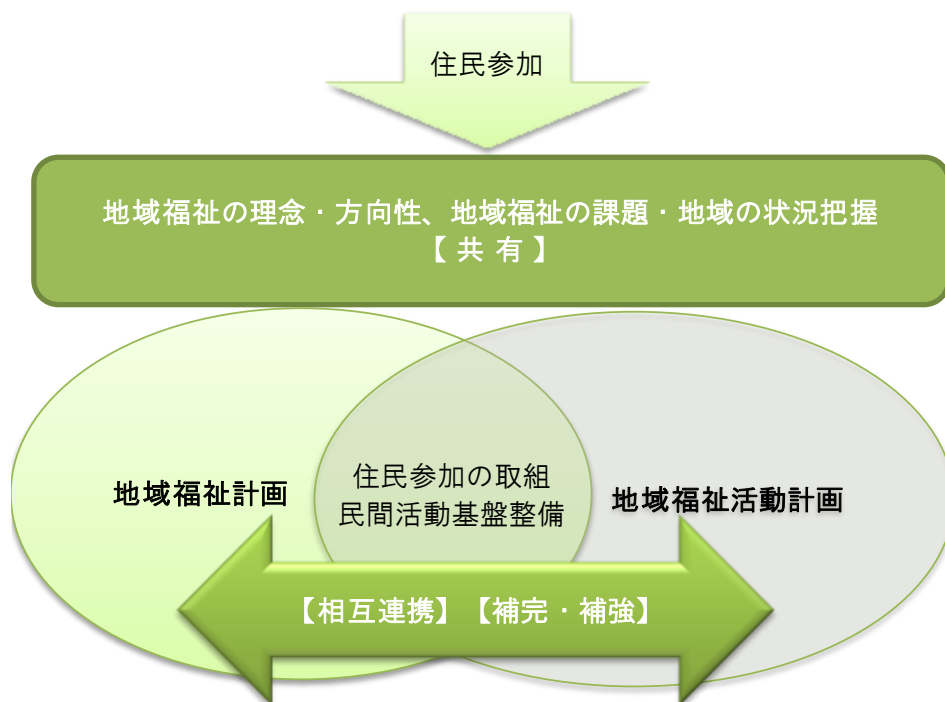 住民参加
地域福祉の理念・方向性、地域福祉の課題・地域の状況把握
【 共 有 】
地域福祉計画
住民参加の取組
民間活動基盤整備
地域福祉活動計画
【相互連携】【補完・補強】